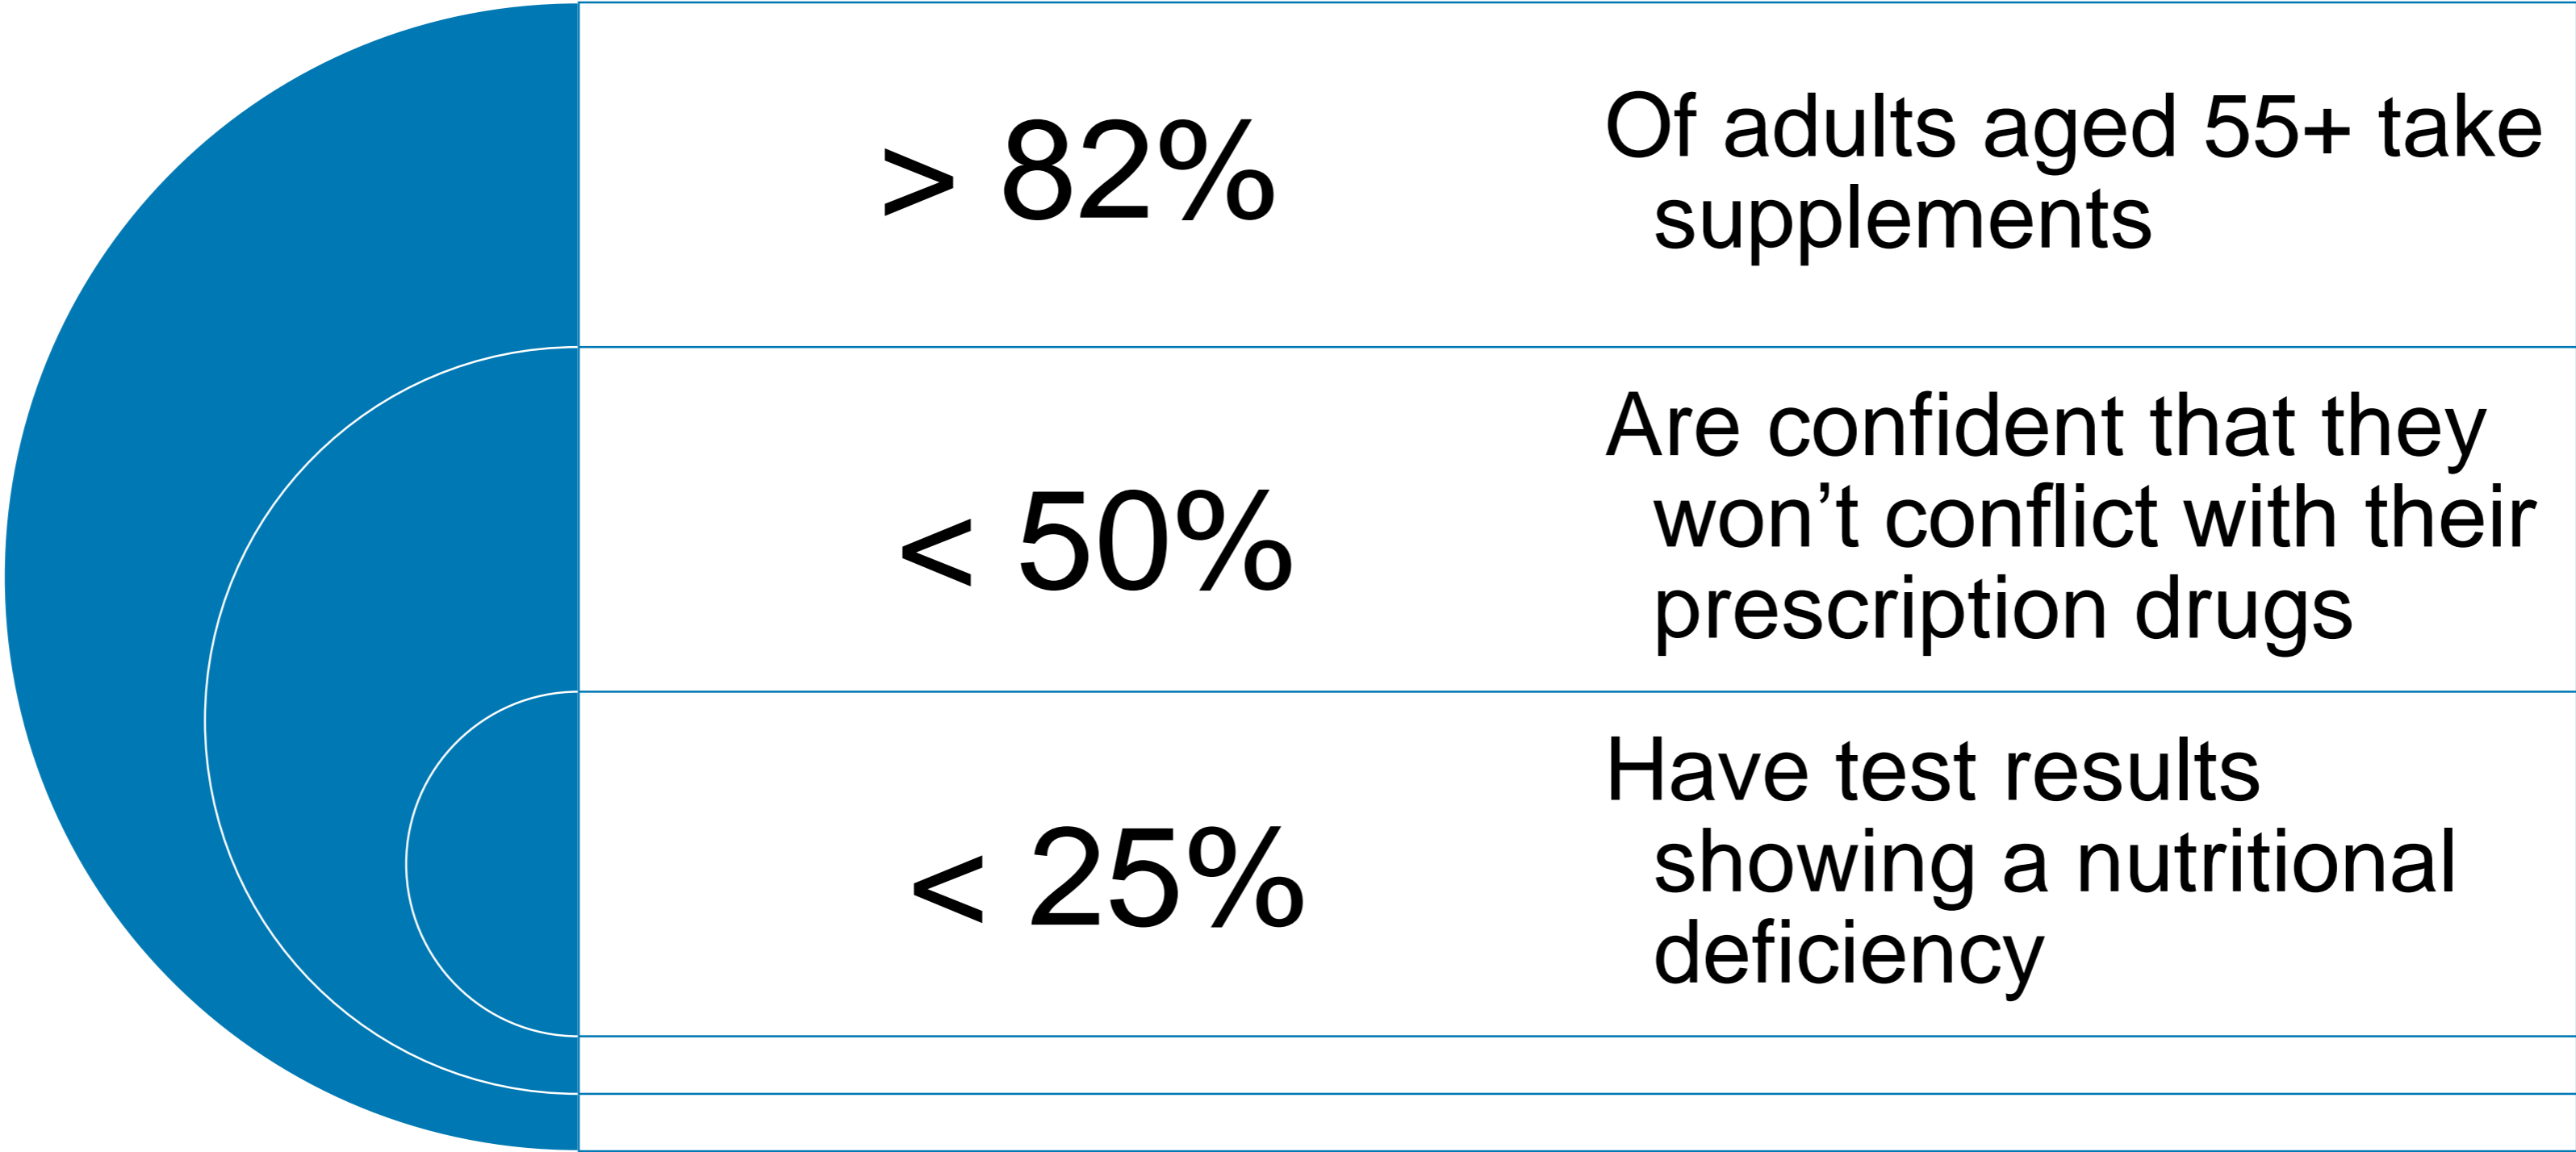 > 82%
Of adults aged 55+ take
supplements
< 50%
Are confident that they
won’t conflict with their
prescription drugs
< 25%
Have test results
showing a nutritional
deficiency